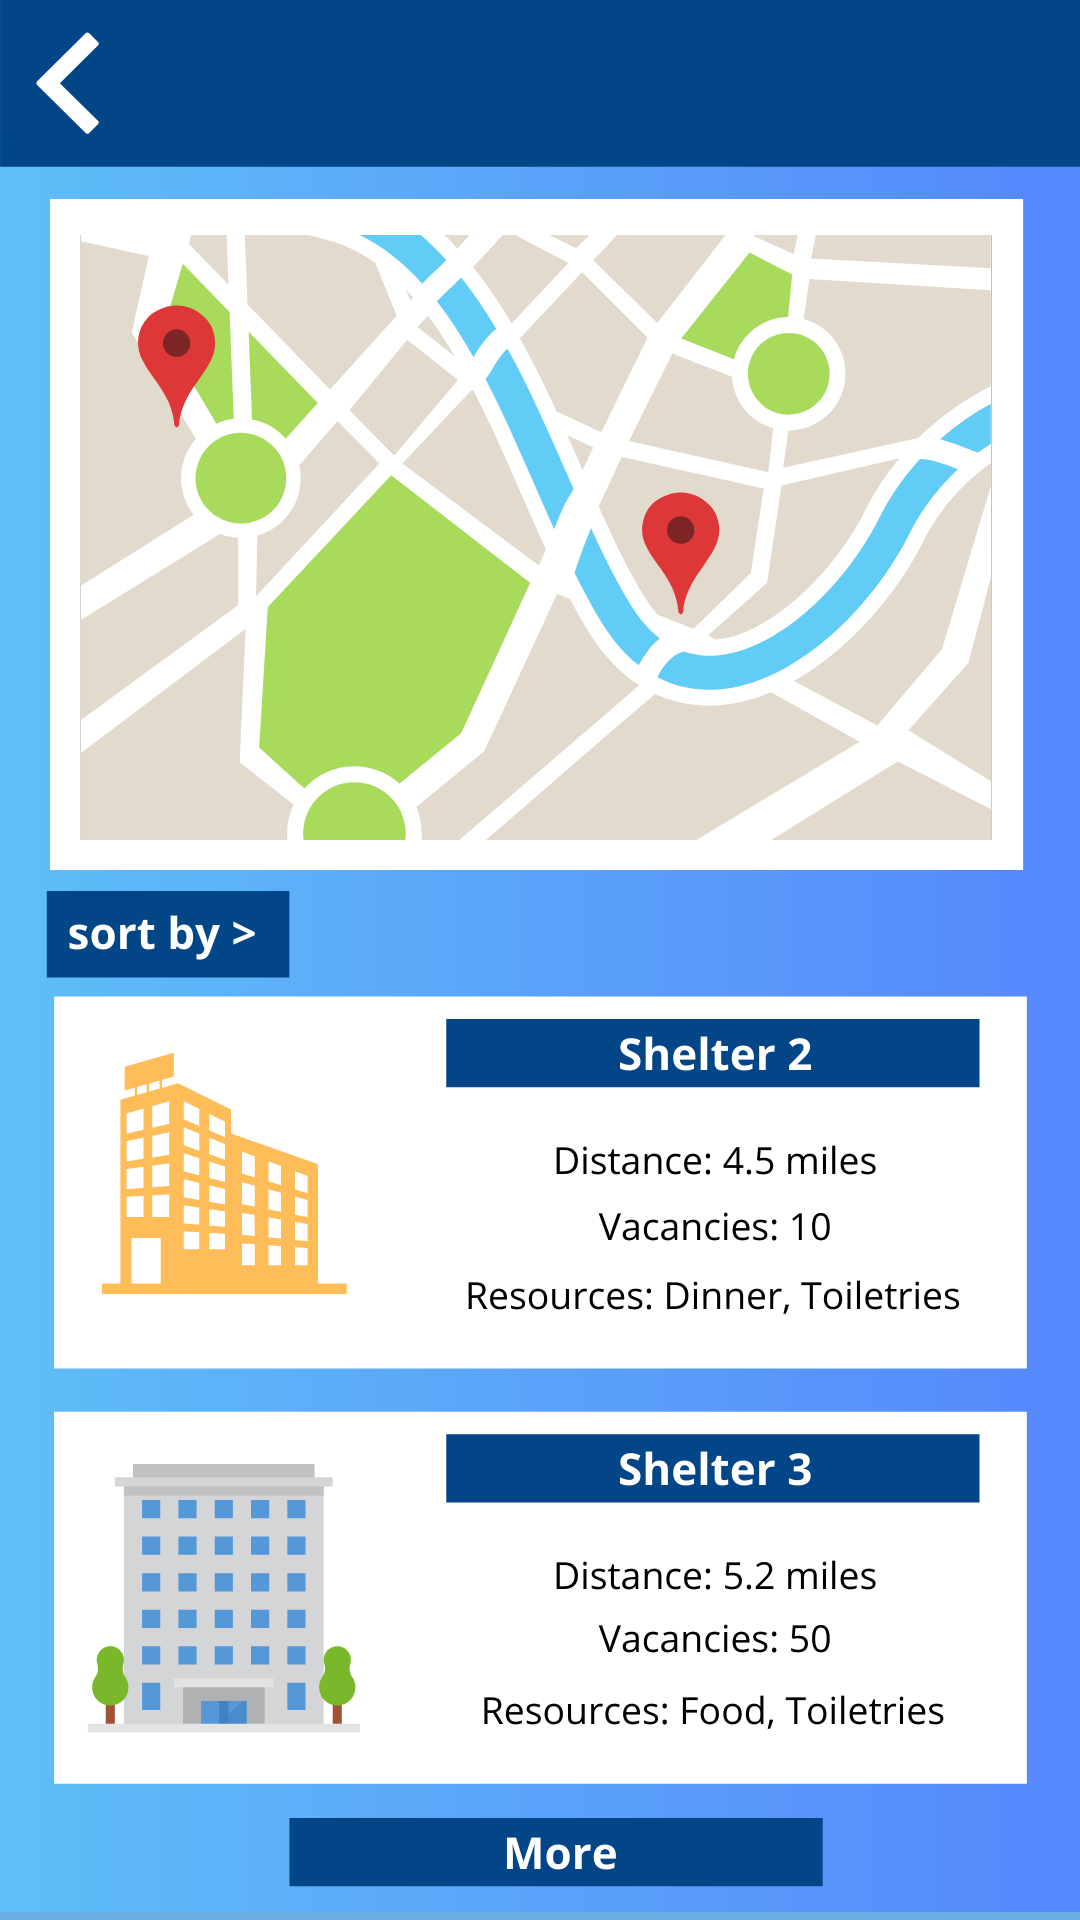 sort by >
Shelter 2
Distance: 4.5 miles
Vacancies: 10
Resources: Dinner, Toiletries
Shelter 3
Distance: 5.2 miles
Vacancies: 50
Resources: Food, Toiletries
More